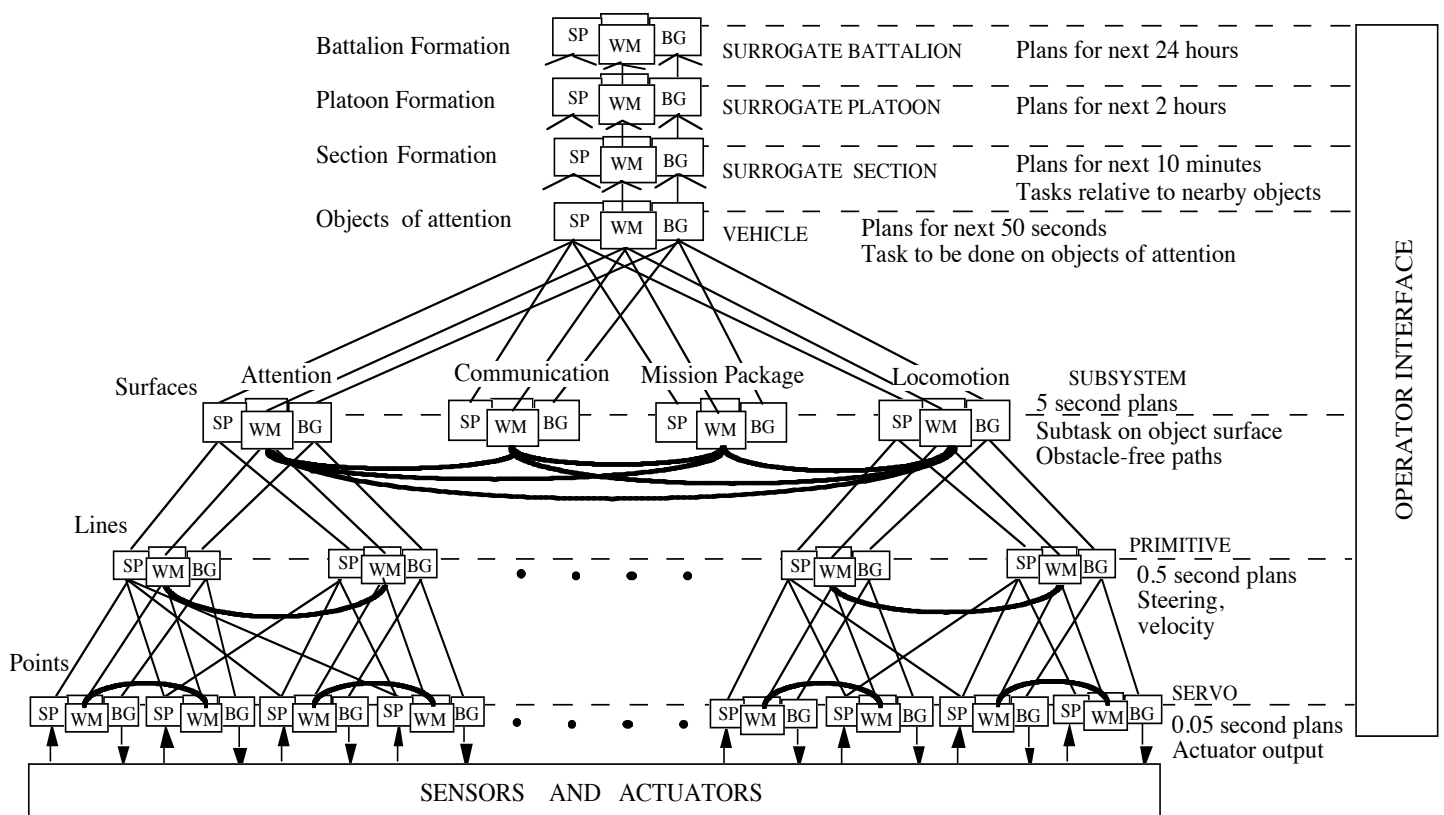 Battalion Formation SP WM BG SURROGATE BATTALION Plans for next 24 hours
Platoon Formation SP WM BG SURROGATE PLATOON Plans for next 2 hours
Section Formation SP WM BG SURROGATE SECTION Plans for next 10 minutes
Tasks relative to nearby objects
Objects of attention SP WM BG VEHICLE Plans for next 50 seconds
Task to be done on objects of attention
OPERATOR INTERFACE
Surfaces Attention Communication Mission Package Locomotion SUBSYSTEM
5 second plans
SP WM BG SP WM BG SP WM BG SP WM BG
Subtask on object surface
Obstacle-free paths
Lines
PRIMITIVE
SP WM BG SP WM BG SP WM BG SP WM BG
0.5 second plans
Steering,
velocity
Points
SERVO
SP WM BG SP WM BG SP WM BG SP WM BG SP WM BG SP WM BG SP WM BG SP WM BG
0.05 second plans
Actuator output
SENSORS AND ACTUATORS